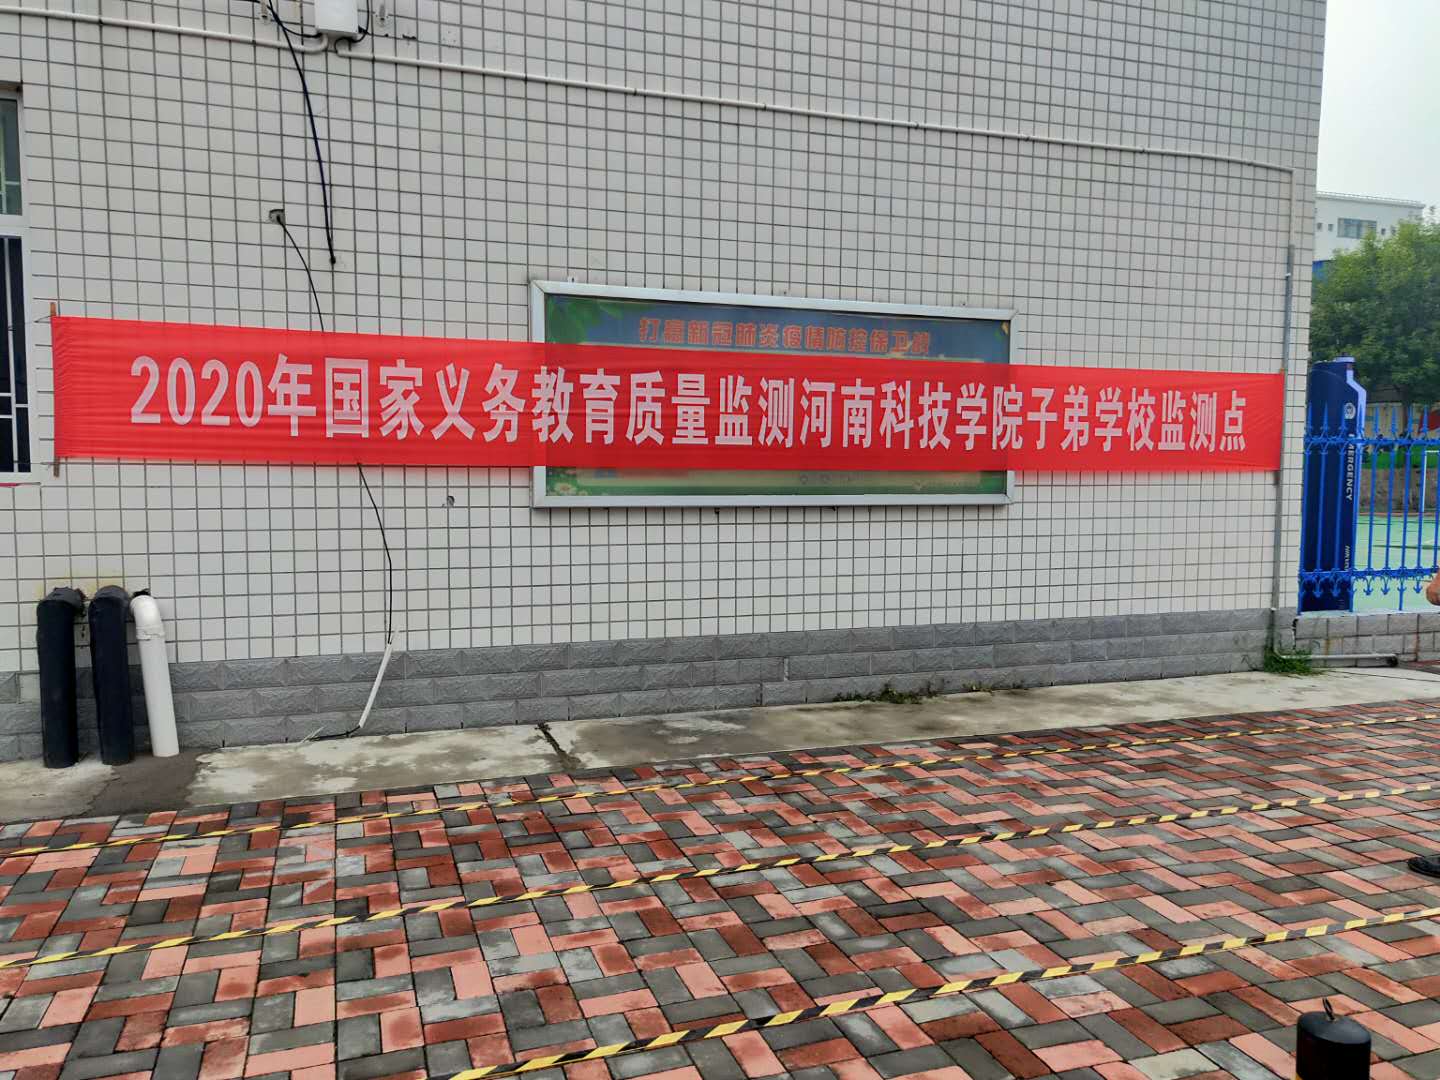 打赢新冠肺炎疫情防控保卫战
2020年国家义务教育质量监测河南科技学院子弟学校监测点
EMERGENCY